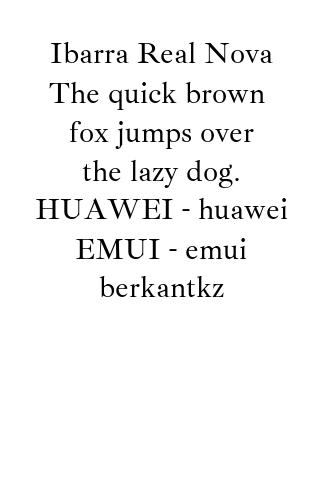 Ibarra Real Nova
The quick brown
fox jumps over
the lazy dog.
HUAWEI - huawei
EMUI - emui
berkantkz